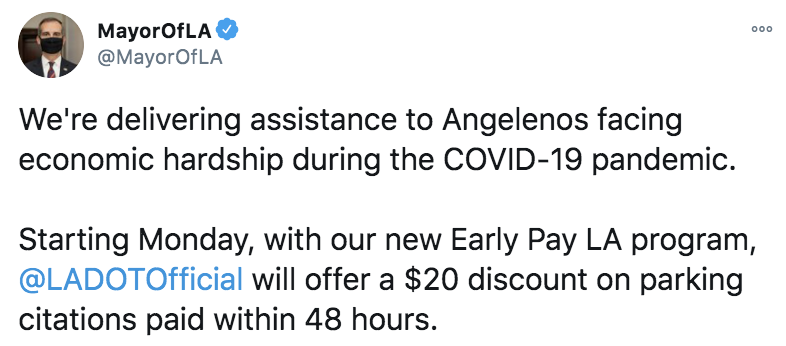 MayorOfLA
@MayorOfLA
We're delivering assistance to Angelenos facing
economic hardship during the COVID-19 pandemic.
Starting Monday, with our new Early Pay LA program,
@LADOTOfficial will offer a $20 discount on parking
citations paid within 48 hours.